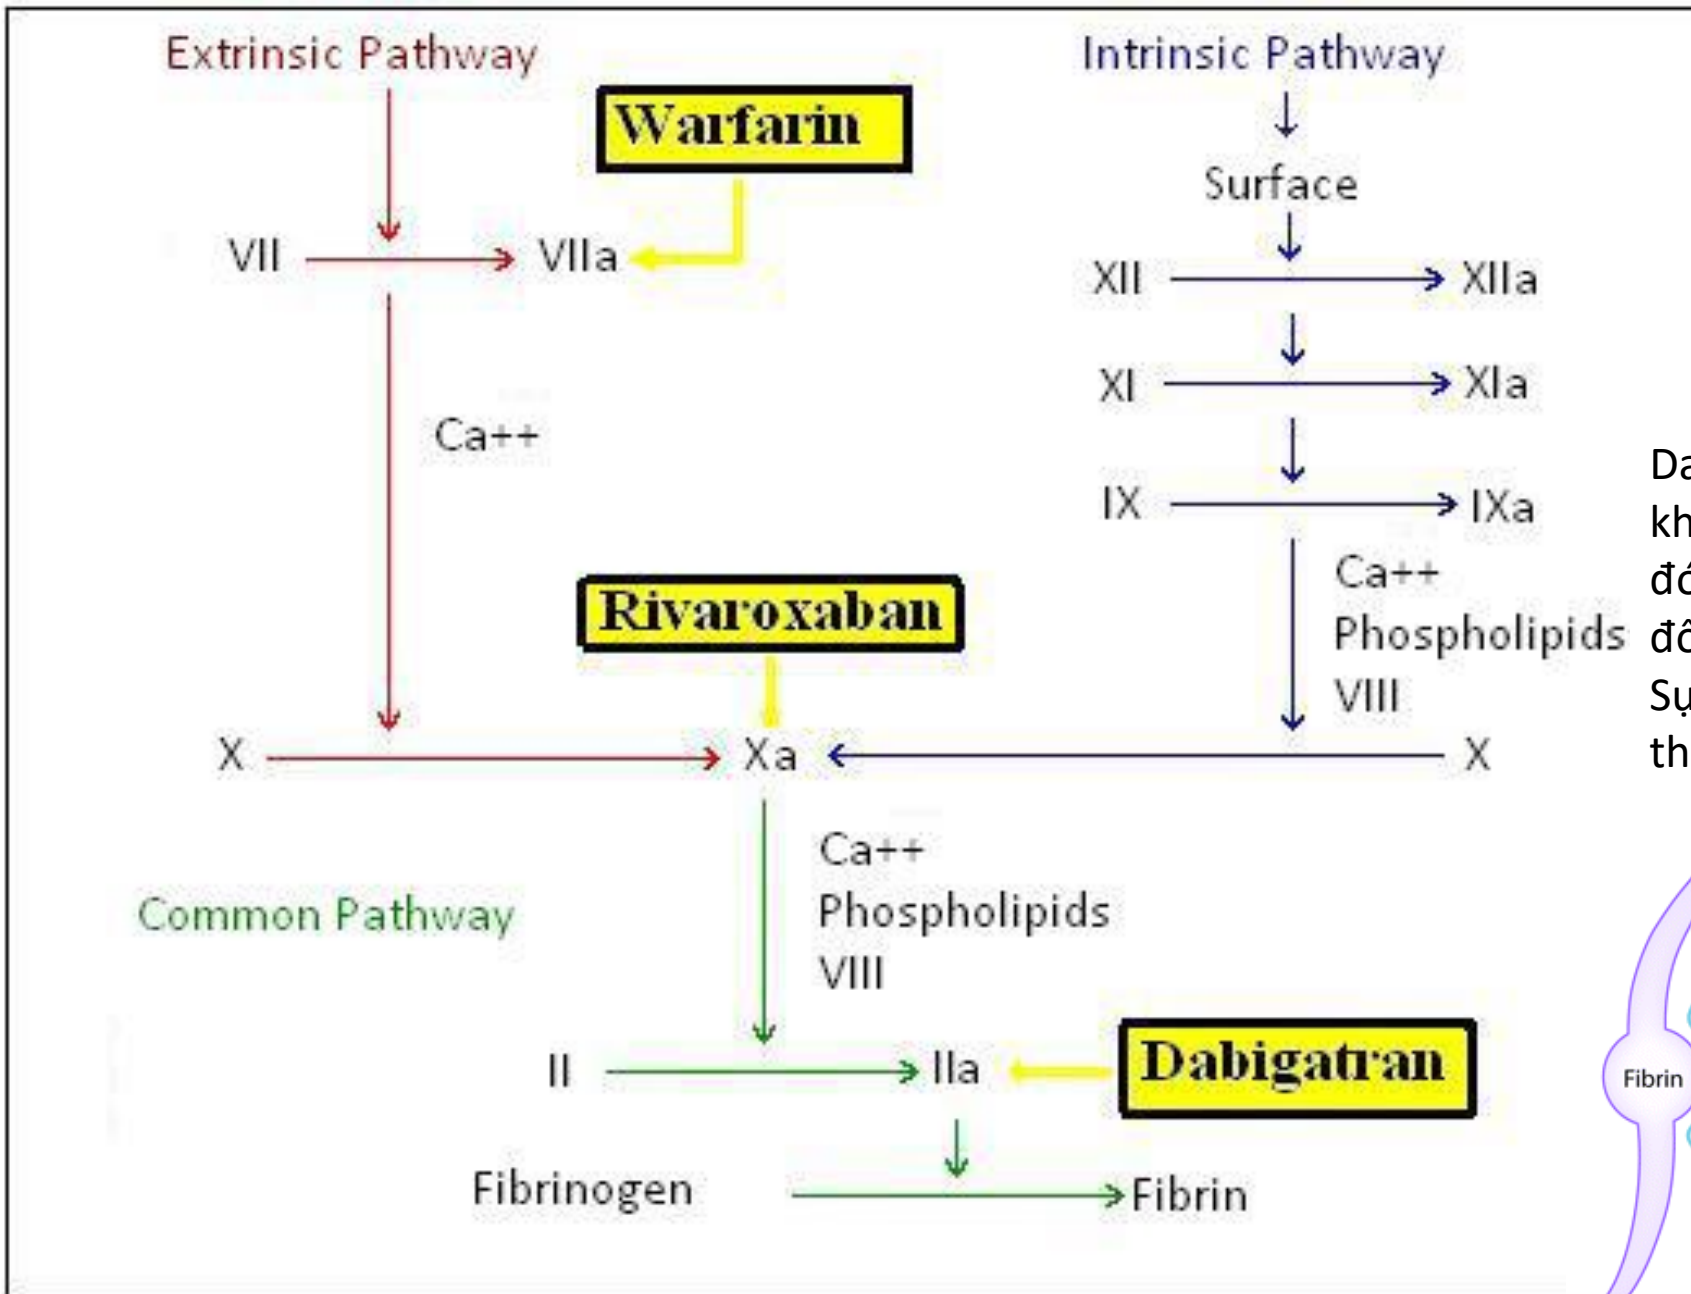 Extrinsic Pathway
Intrinsic Pathway
Warfarin
Surface
VII
VIIa
XII
XIIa
XI
XIa
Ca++
IX
IXa
Ca++
Phospholipids
VIII
Rivaroxaban
X
Xa
X
Ca++
Phospholipids
VIII
Common Pathway
II
IIa
Dabigatran
Fibrinogen
Fibrin
Fibrin